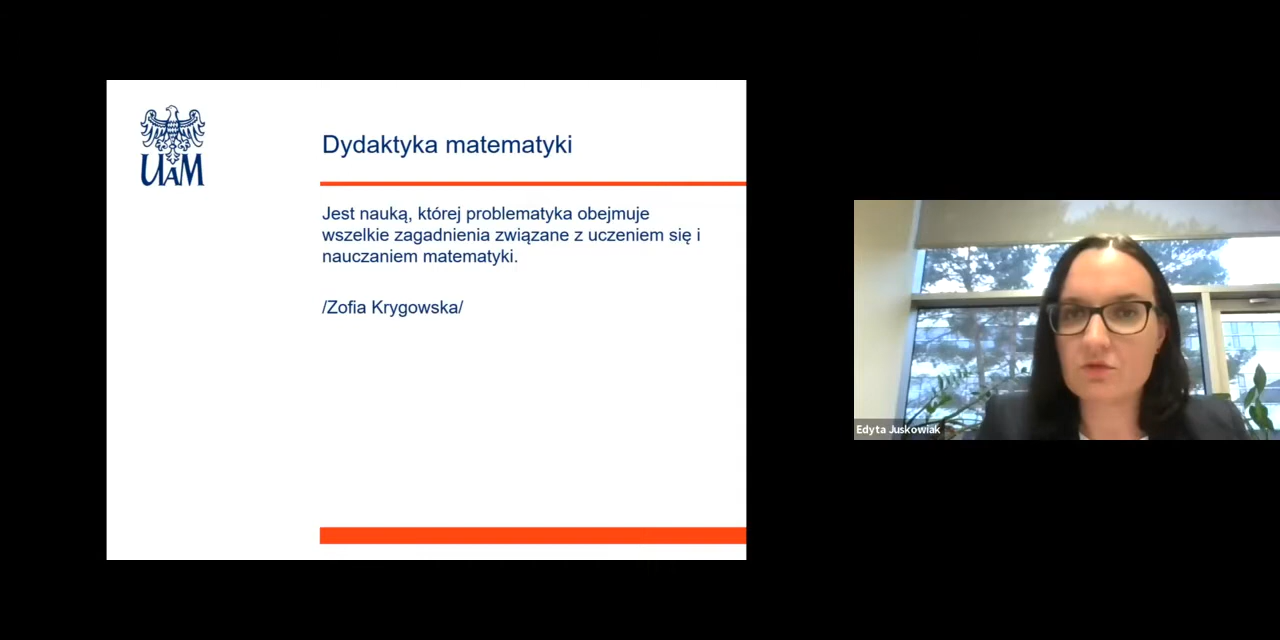 UAM
Dydaktyka matematyki
Jest nauką, której problematyka obejmuje
wszelkie zagadnienia związane z uczeniem się i
nauczaniem matematyki.
/Zofia Krygowska/
Edyta Juskowiak